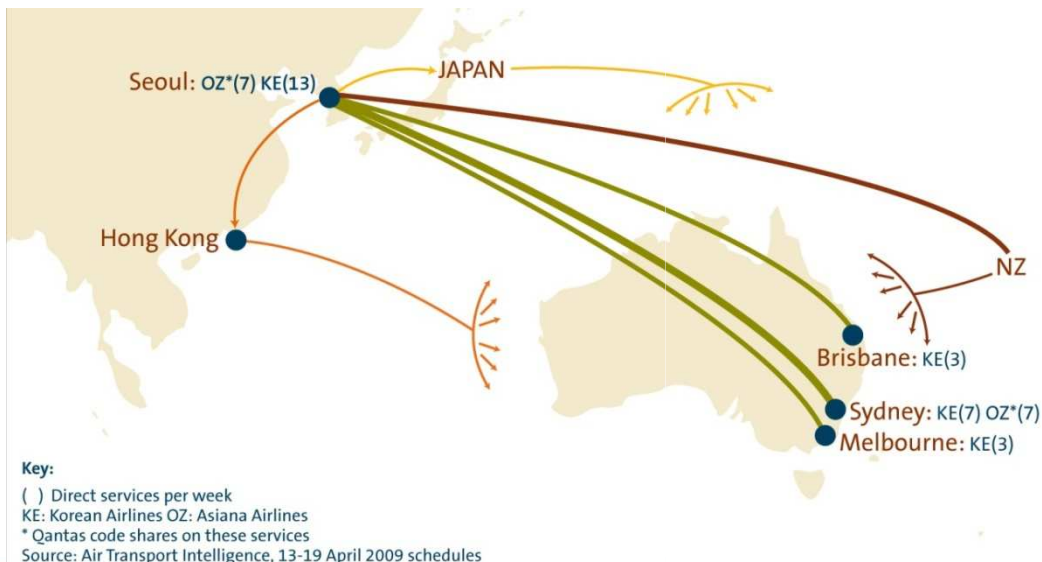 JAPAN
Seoul: OZ*(7) KE(13)
Hong Kong
NZ
Brisbane: KE(3)
Sydney: KE(7) OZ*(7)
Melbourne: KE(3)
Key:
( ) Direct services per week
KE: Korean Airlines OZ: Asiana Airlines
* Qantas code shares on these services
Source: Air Transport Intelligence, 13-19 April 2009 schedules